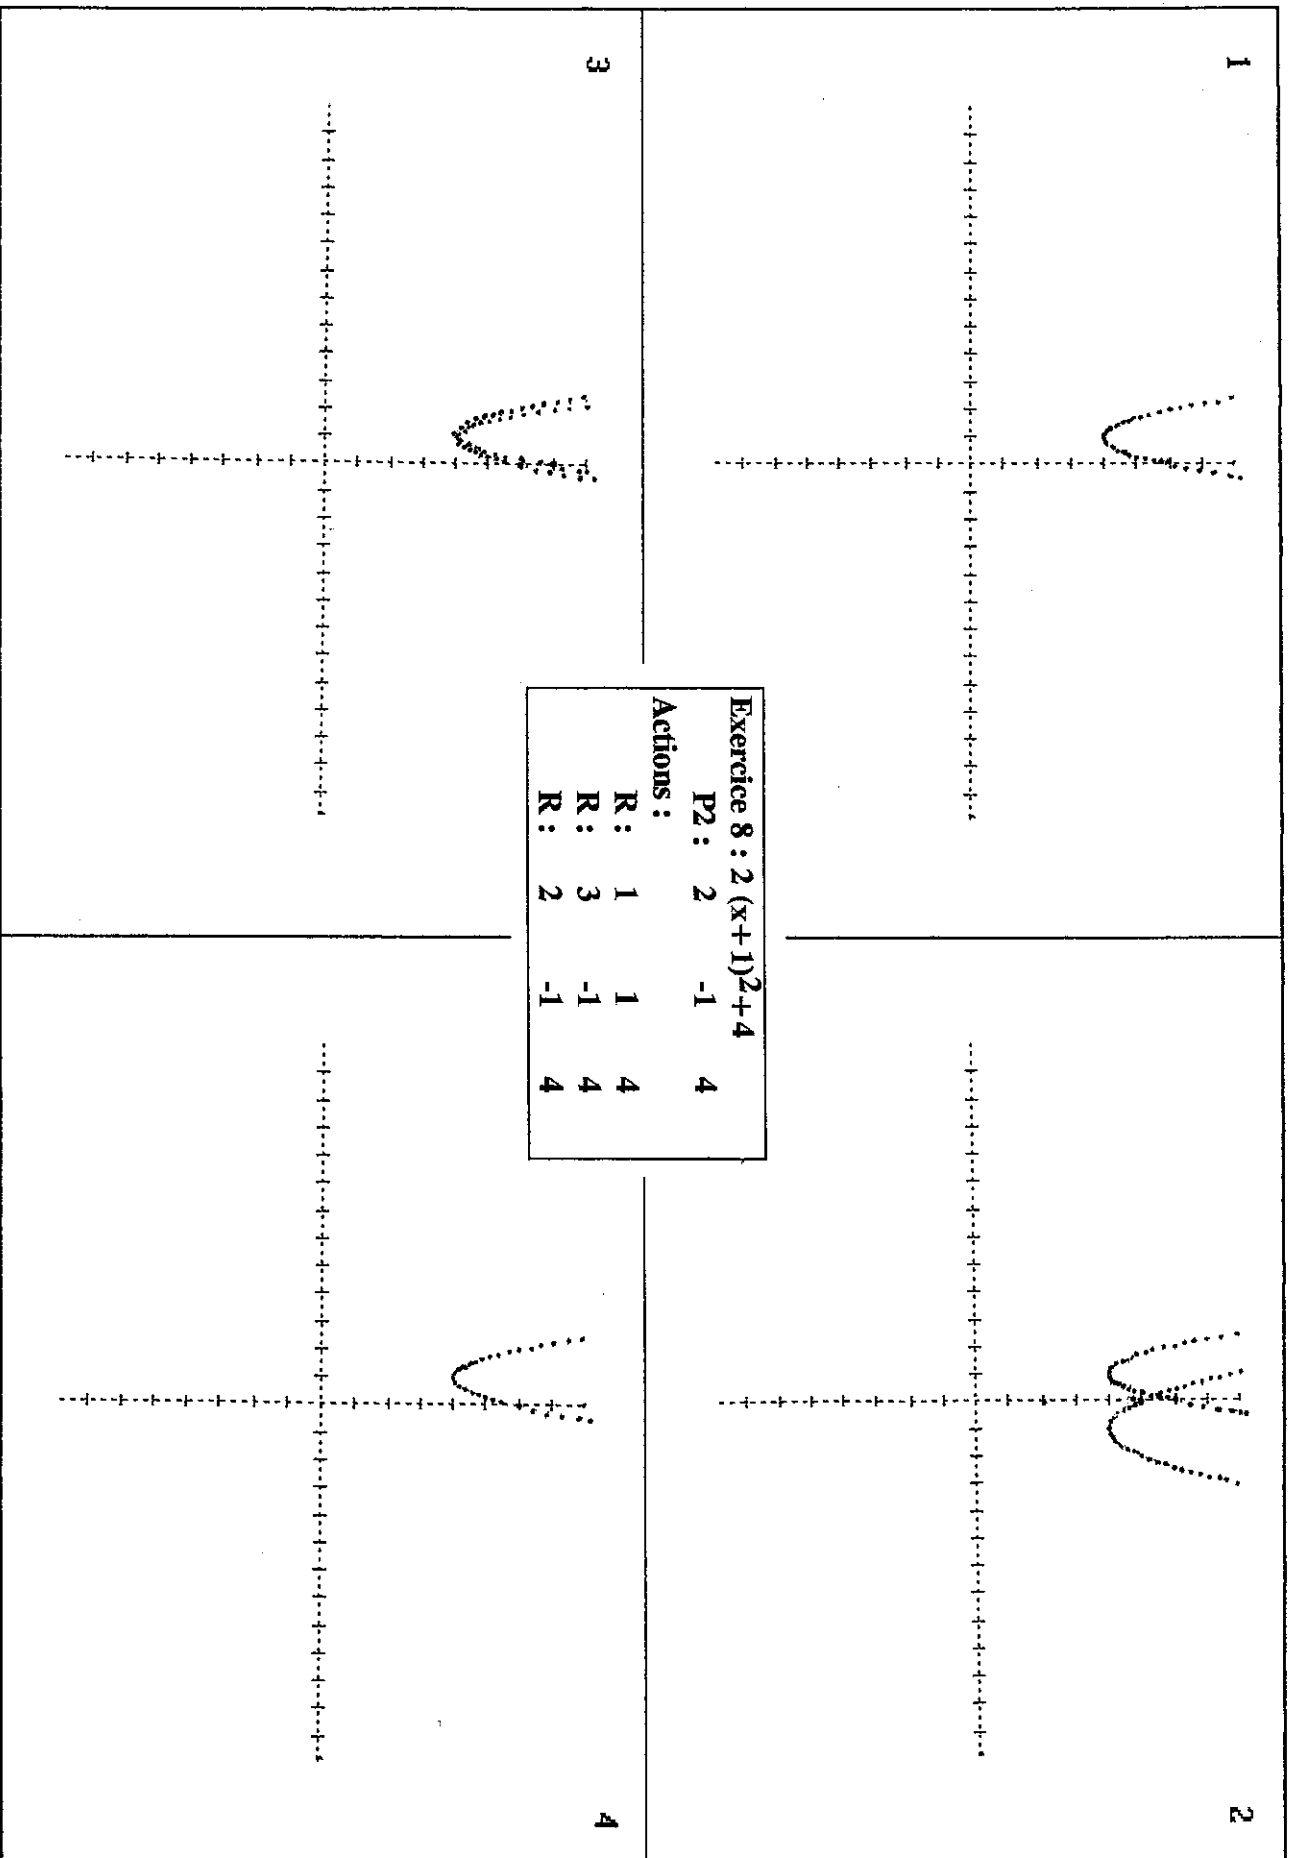 1
2
Exercice 8 : 2 (x+1)²+4
P2 : 2 -1 4
Actions :
R : 1 1 4
R : 3 -1 4
R : 2 -1 4
3
4